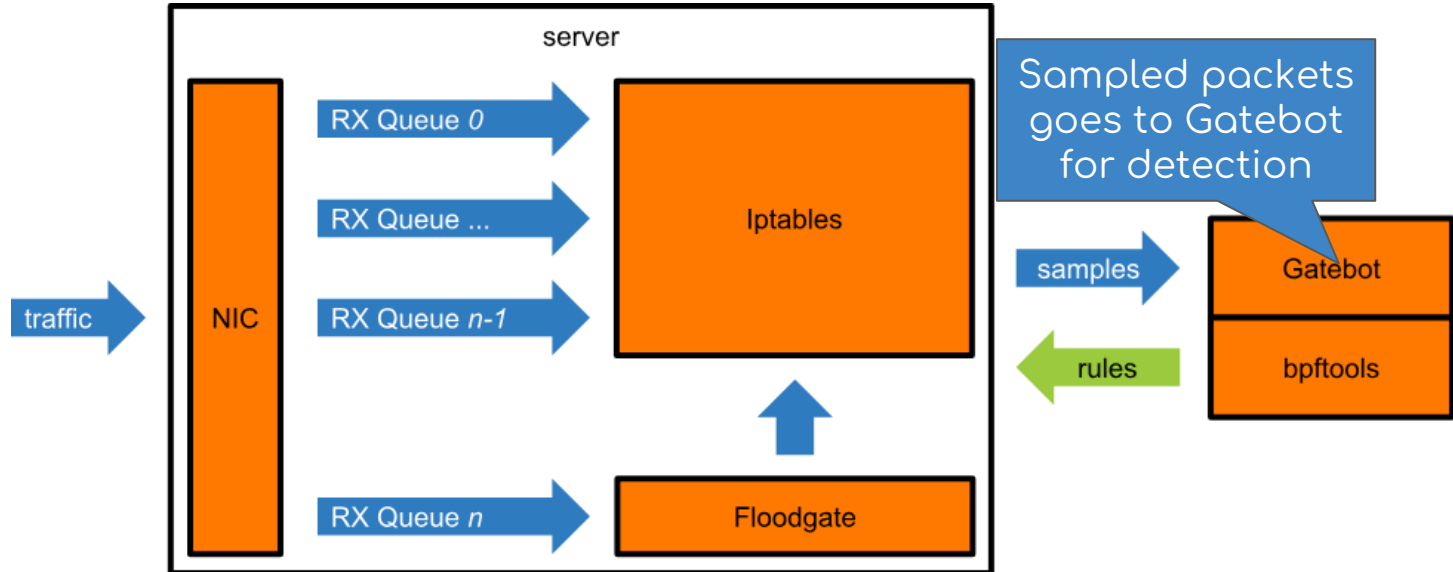 server
Sampled packets
goes to Gatebot
for detection
RX Queue 0
RX Queue ...
Iptables
traffic
NIC
RX Queue n-1
samples
Gatebot
rules
bpftools
RX Queue n
Floodgate